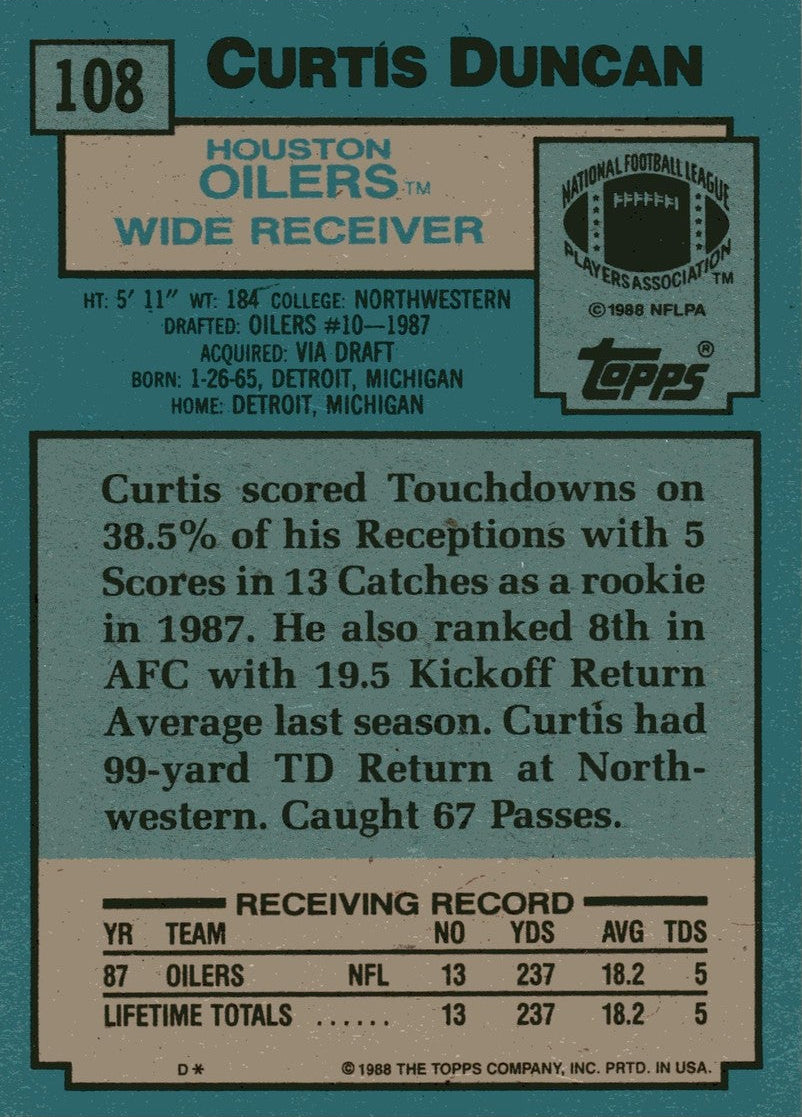 108
CURTIS DUNCAN
HOUSTON
OILERS™
WIDE RECEIVER
NATIONAL FOOTBALL LEAGUE
PLAYERS ASSOCIATION™
©1988 NFLPA
TOPPS®
HT: 5' 11" WT: 184 COLLEGE: NORTHWESTERN
DRAFTED: OILERS #10—1987
ACQUIRED: VIA DRAFT
BORN: 1-26-65, DETROIT, MICHIGAN
HOME: DETROIT, MICHIGAN
Curtis scored Touchdowns on
38.5% of his Receptions with 5
Scores in 13 Catches as a rookie
in 1987. He also ranked 8th in
AFC with 19.5 Kickoff Return
Average last season. Curtis had
99-yard TD Return at North-
western. Caught 67 Passes.
RECEIVING RECORD
YR TEAM NO YDS AVG TDS
87 OILERS NFL 13 237 18.2 5
LIFETIME TOTALS ...... 13 237 18.2 5
D* ©1988 THE TOPPS COMPANY, INC. PRTD. IN USA.